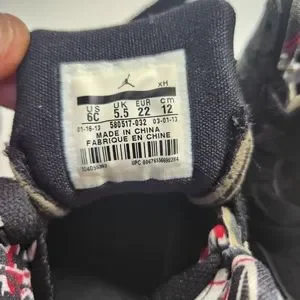 XH
US UK EUR cm
6C 5.5 22 12
01-16-13 580517-032 03-01-13
MADE IN CHINA
FABRIQUE EN CHINE